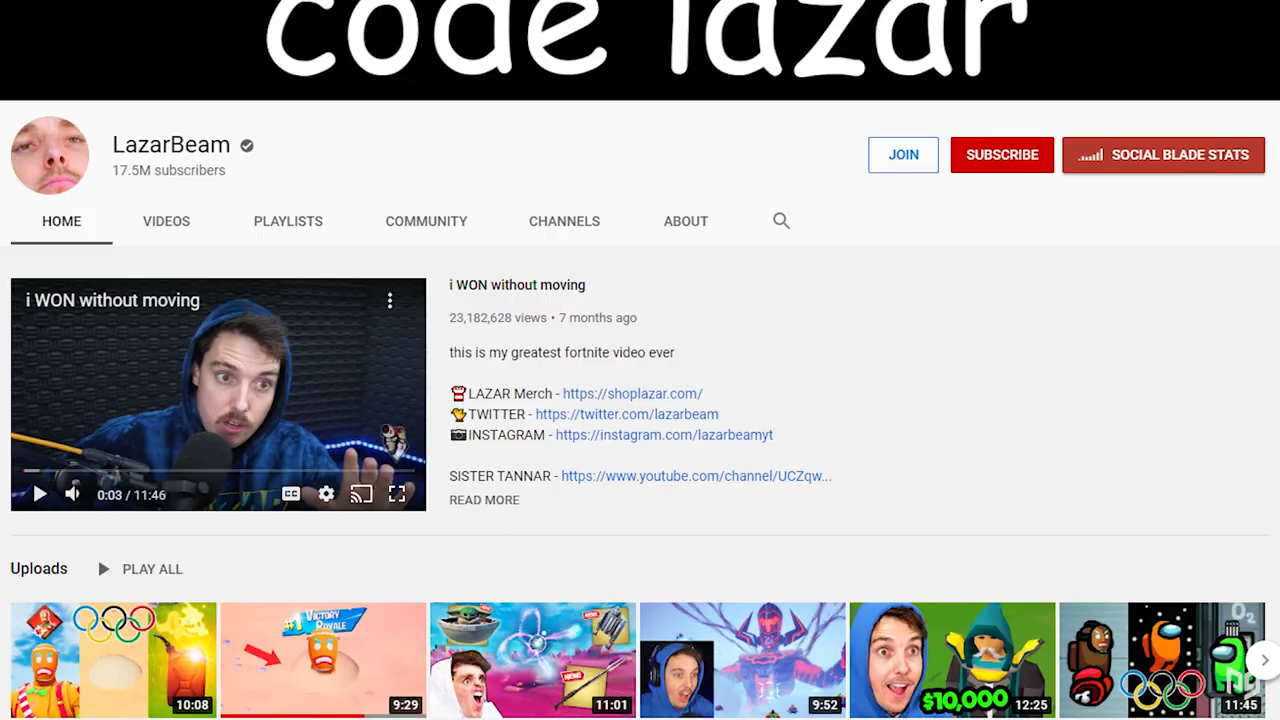 code lazar
LazarBeam
17.5M subscribers
JOIN
SUBSCRIBE
SOCIAL BLADE STATS
HOME
VIDEOS
PLAYLISTS
COMMUNITY
CHANNELS
ABOUT
i WON without moving
0:03 / 11:46
CC
i WON without moving
23,182,628 views • 7 months ago
this is my greatest fortnite video ever
LAZAR Merch - https://shoplazar.com/
TWITTER - https://twitter.com/lazarbeam
INSTAGRAM - https://instagram.com/lazarbeamyt
SISTER TANNAR - https://www.youtube.com/channel/UCZqw...
READ MORE
Uploads
PLAY ALL
10:08
#1 VICTORY ROYALE
9:29
NEW!
11:01
9:52
$10,000
12:25
O2
11:45